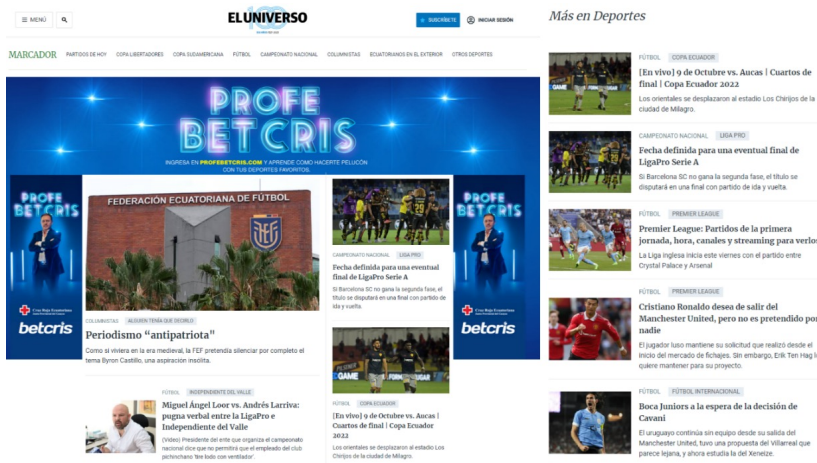 MENÚ
ELUNIVERSO
SUSCRÍBETE
INICIAR SESIÓN
MARCADOR
PARTIDOS DE HOY
COPA LIBERTADORES
COPA SUDAMERICANA
FÚTBOL
CAMPEONATO NACIONAL
COLUMNISTAS
ECUATORIANOS EN EL EXTERIOR
OTROS DEPORTES
PROFE
BETCRIS
INGRESA EN PROFEBETCRIS.COM Y APRENDE COMO HACERTE PELUCÓN
CON TUS DEPORTES FAVORITOS.
PROFE
BETCRIS
Cruz Roja Ecuatoriana
betcris
FEDERACIÓN ECUATORIANA DE FÚTBOL
FEF
COLUMNISTAS
ALGUIEN TENÍA QUE DECIRLO
Periodismo “antipatriota”
Como si viviera en la era medieval, la FEF pretendía silenciar por completo el
tema Byron Castillo, una aspiración insólita.
FÚTBOL
INDEPENDIENTE DEL VALLE
Miguel Ángel Loor vs. Andrés Larriva:
pugna verbal entre la LigaPro e
Independiente del Valle
(Video) Presidente del ente que organiza el campeonato
nacional dice que no permitirá que el empleado del club
pichinchano ‘tire lodo con ventilador’.
CAMPEONATO NACIONAL
LIGA PRO
Fecha definida para una eventual
final de LigaPro Serie A
Si Barcelona SC no gana la segunda fase, el
título se disputará en una final con partido de
ida y vuelta.
GAME
FÚTBOL
COPA ECUADOR
[En vivo] 9 de Octubre vs. Aucas |
Cuartos de final | Copa Ecuador
2022
Los orientales se desplazaron al estadio Los
Chirijos de la ciudad de Milagro.
PROFE
BETCRIS
Cruz Roja Ecuatoriana
betcris
Más en Deportes
FÚTBOL
COPA ECUADOR
[En vivo] 9 de Octubre vs. Aucas | Cuartos de
final | Copa Ecuador 2022
Los orientales se desplazaron al estadio Los Chirijos de la
ciudad de Milagro.
CAMPEONATO NACIONAL
LIGA PRO
Fecha definida para una eventual final de
LigaPro Serie A
Si Barcelona SC no gana la segunda fase, el título se
disputará en una final con partido de ida y vuelta.
FÚTBOL
PREMIER LEAGUE
Premier League: Partidos de la primera
jornada, hora, canales y streaming para verlos
La Liga inglesa inicia este viernes con el partido entre
Crystal Palace y Arsenal
FÚTBOL
PREMIER LEAGUE
Cristiano Ronaldo desea de salir del
Manchester United, pero no es pretendido por
nadie
El jugador luso mantiene su solicitud que realizó desde el
inicio del mercado de fichajes. Sin embargo, Erik Ten Hag
quiere mantener para su proyecto.
FÚTBOL
FÚTBOL INTERNACIONAL
Boca Juniors a la espera de la decisión de
Cavani
El uruguayo continúa sin equipo desde su salida del
Manchester United, tuvo una propuesta del Villarreal que
parece lejana, y ahora estudia la del Xeneize.